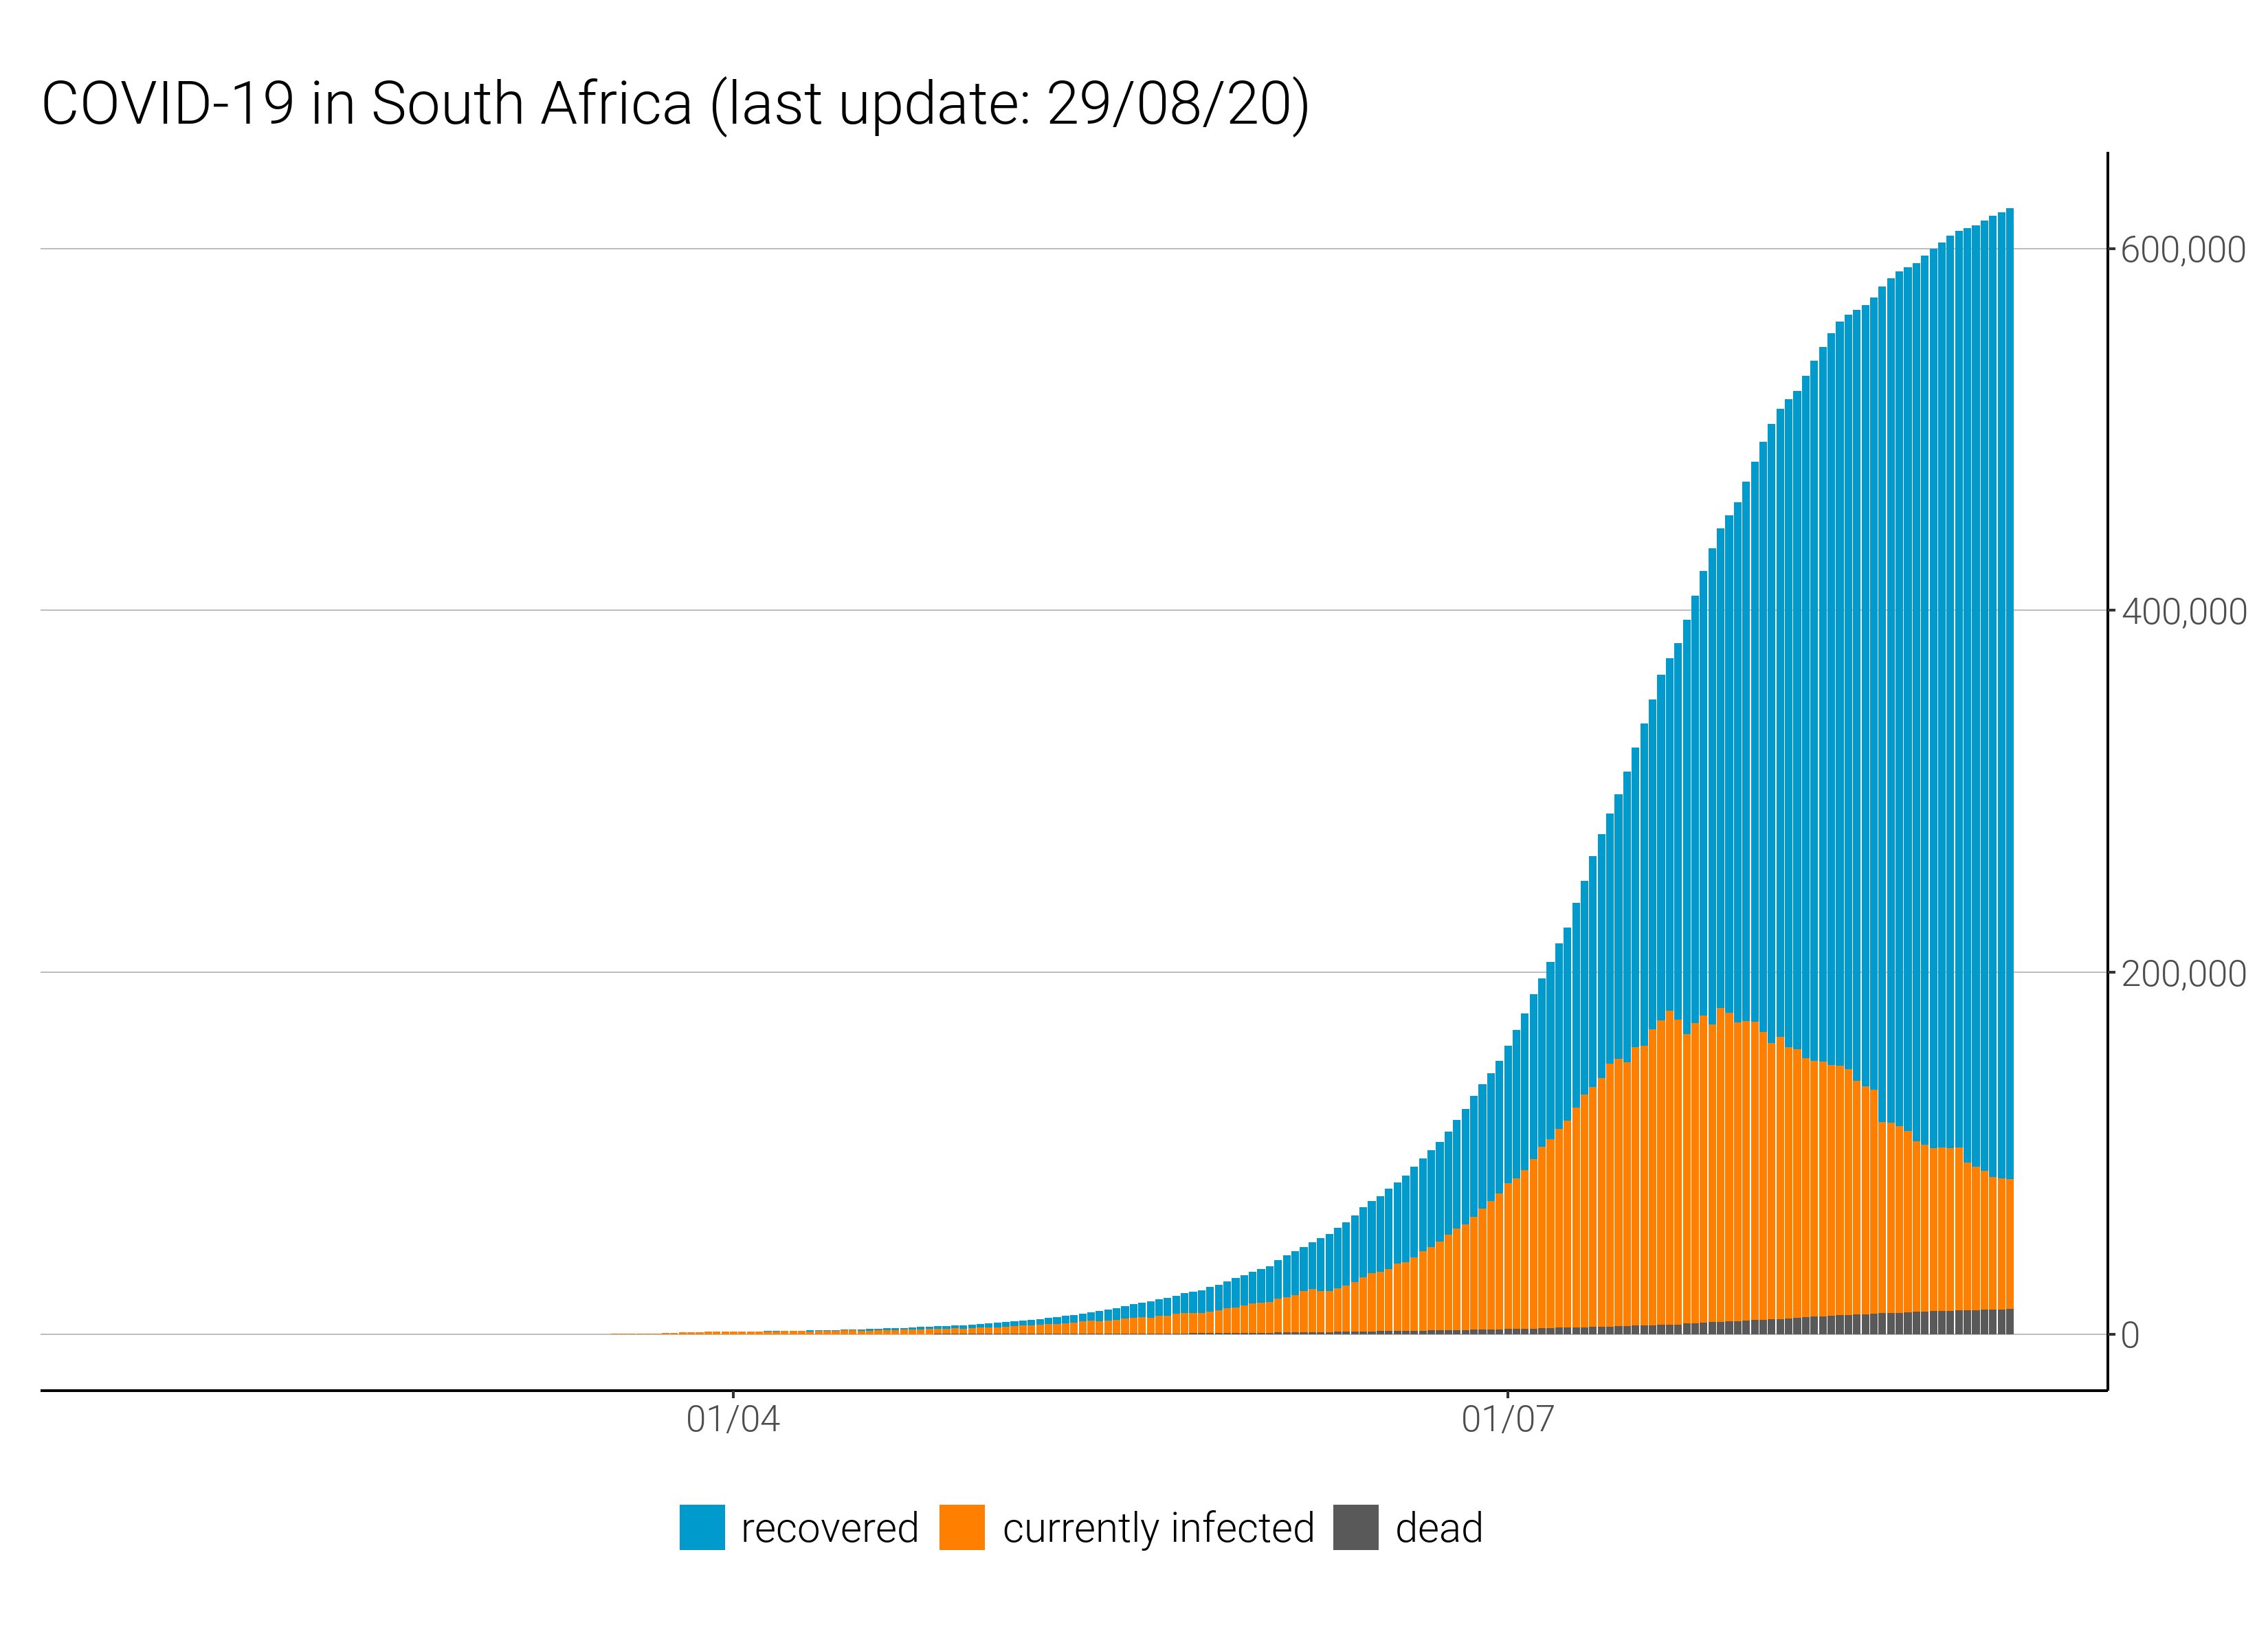 COVID-19 in South Africa (last update: 29/08/20)
600,000
400,000
200,000
0
01/04 01/07
recovered currently infected dead